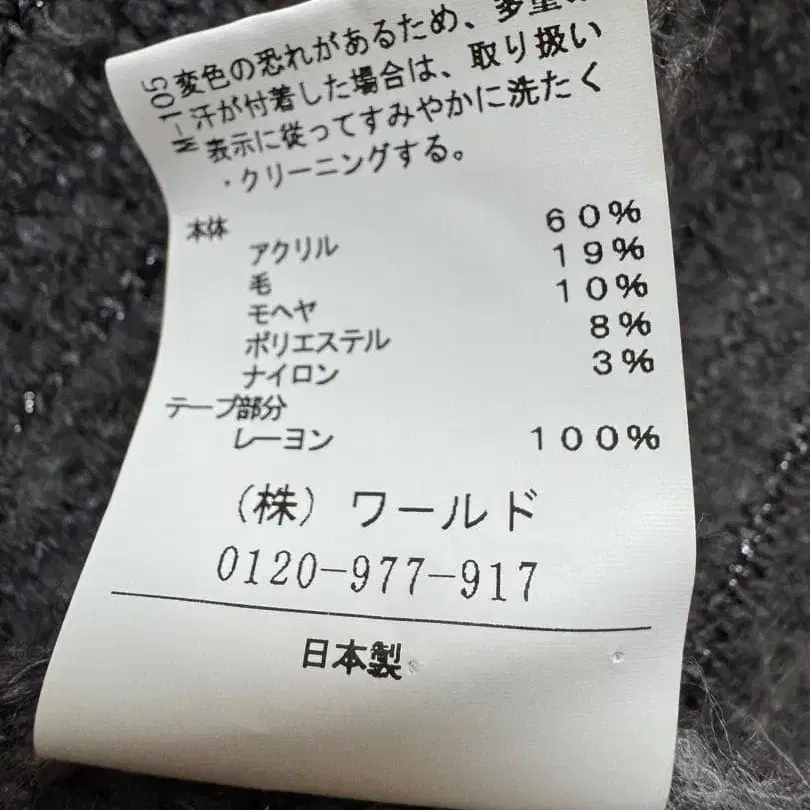 変色の恐れがあるため、多量の
汗が付着した場合は、取り扱い
表示に従ってすみやかに洗たく
・クリーニングする。
本体
アクリル 60%
毛 19%
モヘヤ 10%
ポリエステル 8%
ナイロン 3%
テープ部分
レーヨン 100%
(株) ワールド
0120-977-917
日本製